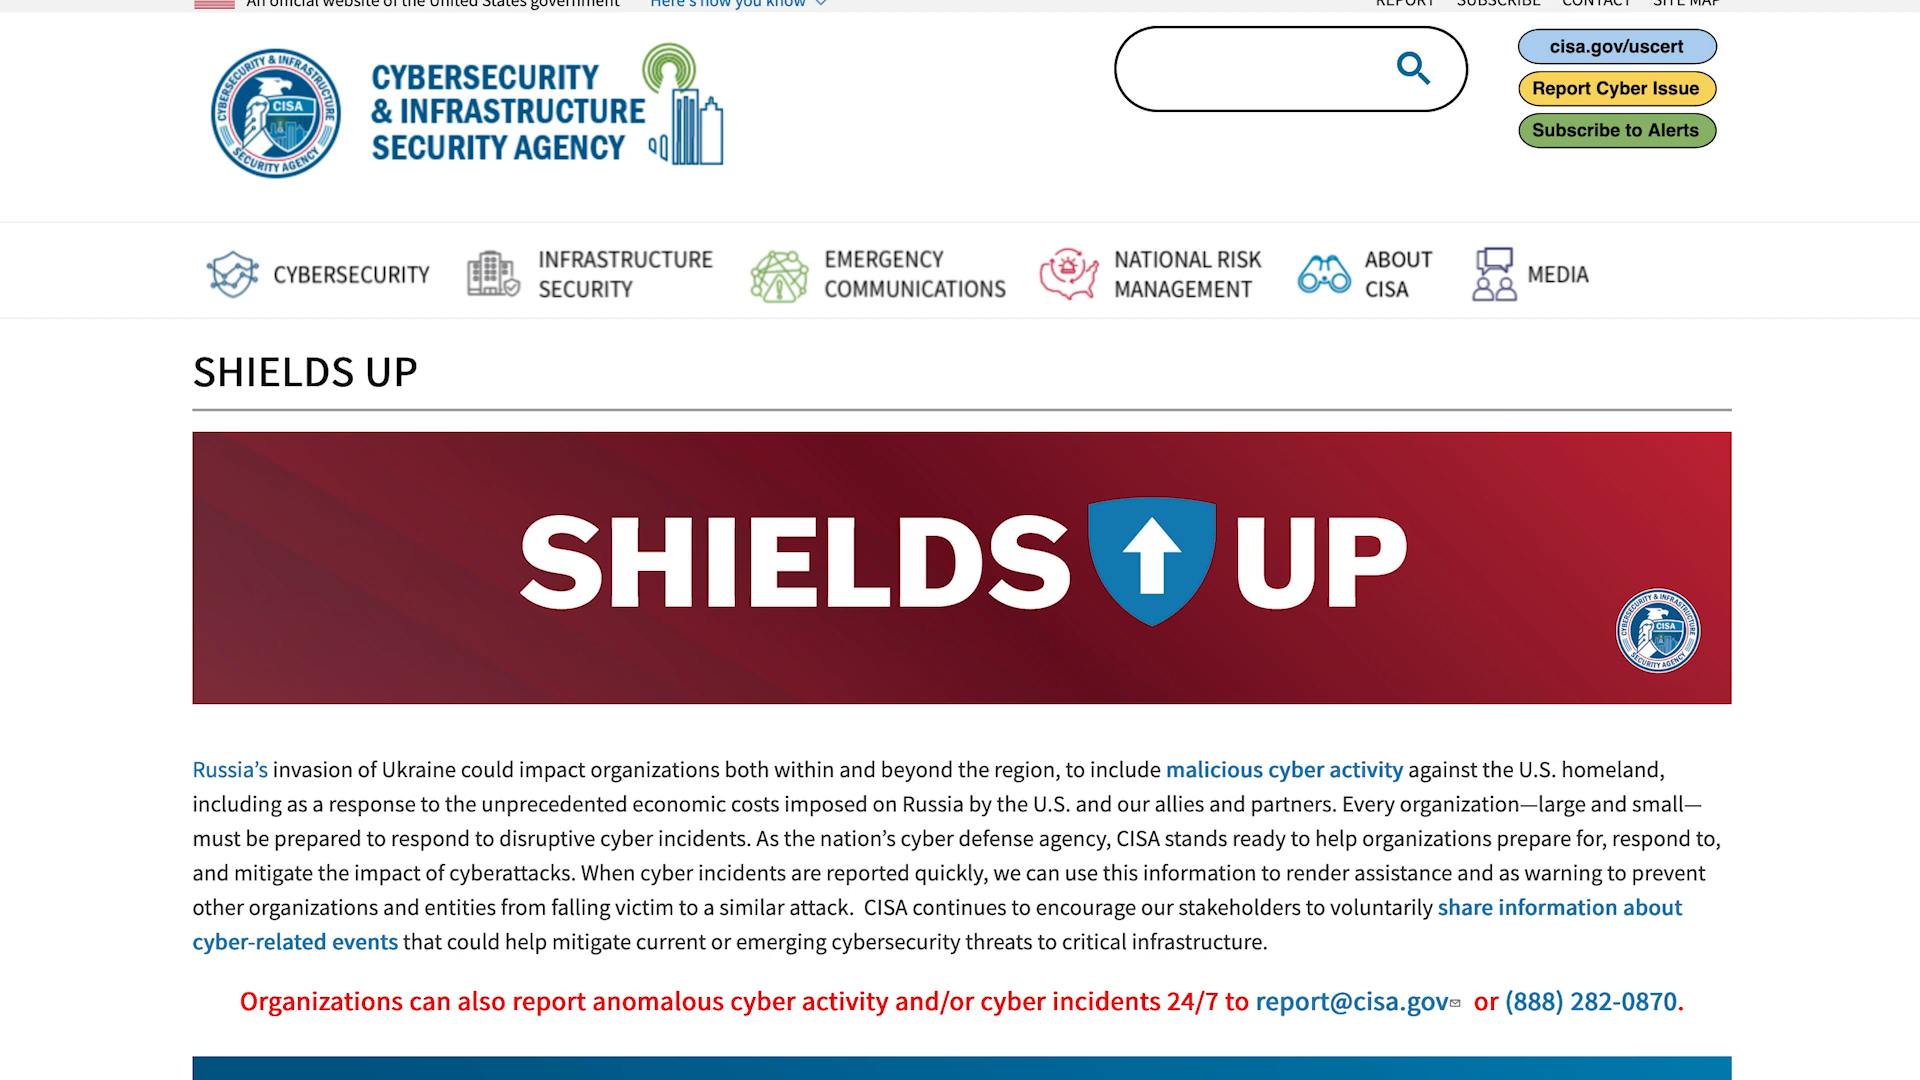 An official website of the United States government Here's how you know
REPORT SUBSCRIBE CONTACT SITE MAP
CYBERSECURITY & INFRASTRUCTURE
CISA
SECURITY AGENCY
CYBERSECURITY
& INFRASTRUCTURE
SECURITY AGENCY
cisa.gov/uscert
Report Cyber Issue
Subscribe to Alerts
CYBERSECURITY
INFRASTRUCTURE
SECURITY
EMERGENCY
COMMUNICATIONS
NATIONAL RISK
MANAGEMENT
ABOUT
CISA
MEDIA
SHIELDS UP
SHIELDS UP
CYBERSECURITY & INFRASTRUCTURE
CISA
SECURITY AGENCY
Russia’s invasion of Ukraine could impact organizations both within and beyond the region, to include malicious cyber activity against the U.S. homeland,
including as a response to the unprecedented economic costs imposed on Russia by the U.S. and our allies and partners. Every organization—large and small—
must be prepared to respond to disruptive cyber incidents. As the nation’s cyber defense agency, CISA stands ready to help organizations prepare for, respond to,
and mitigate the impact of cyberattacks. When cyber incidents are reported quickly, we can use this information to render assistance and as warning to prevent
other organizations and entities from falling victim to a similar attack. CISA continues to encourage our stakeholders to voluntarily share information about
cyber-related events that could help mitigate current or emerging cybersecurity threats to critical infrastructure.
Organizations can also report anomalous cyber activity and/or cyber incidents 24/7 to report@cisa.gov or (888) 282-0870.